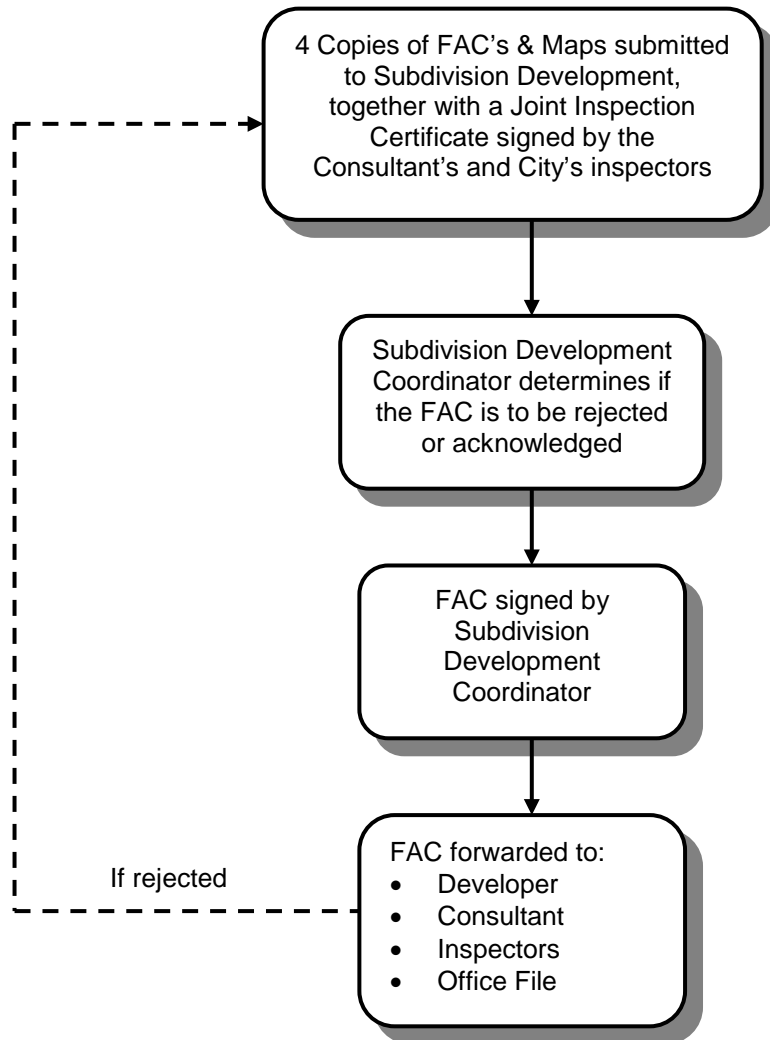 4 Copies of FAC’s & Maps submitted
to Subdivision Development,
together with a Joint Inspection
Certificate signed by the
Consultant’s and City’s inspectors
Subdivision Development
Coordinator determines if
the FAC is to be rejected
or acknowledged
FAC signed by
Subdivision
Development
Coordinator
FAC forwarded to:
• Developer
• Consultant
• Inspectors
• Office File
If rejected